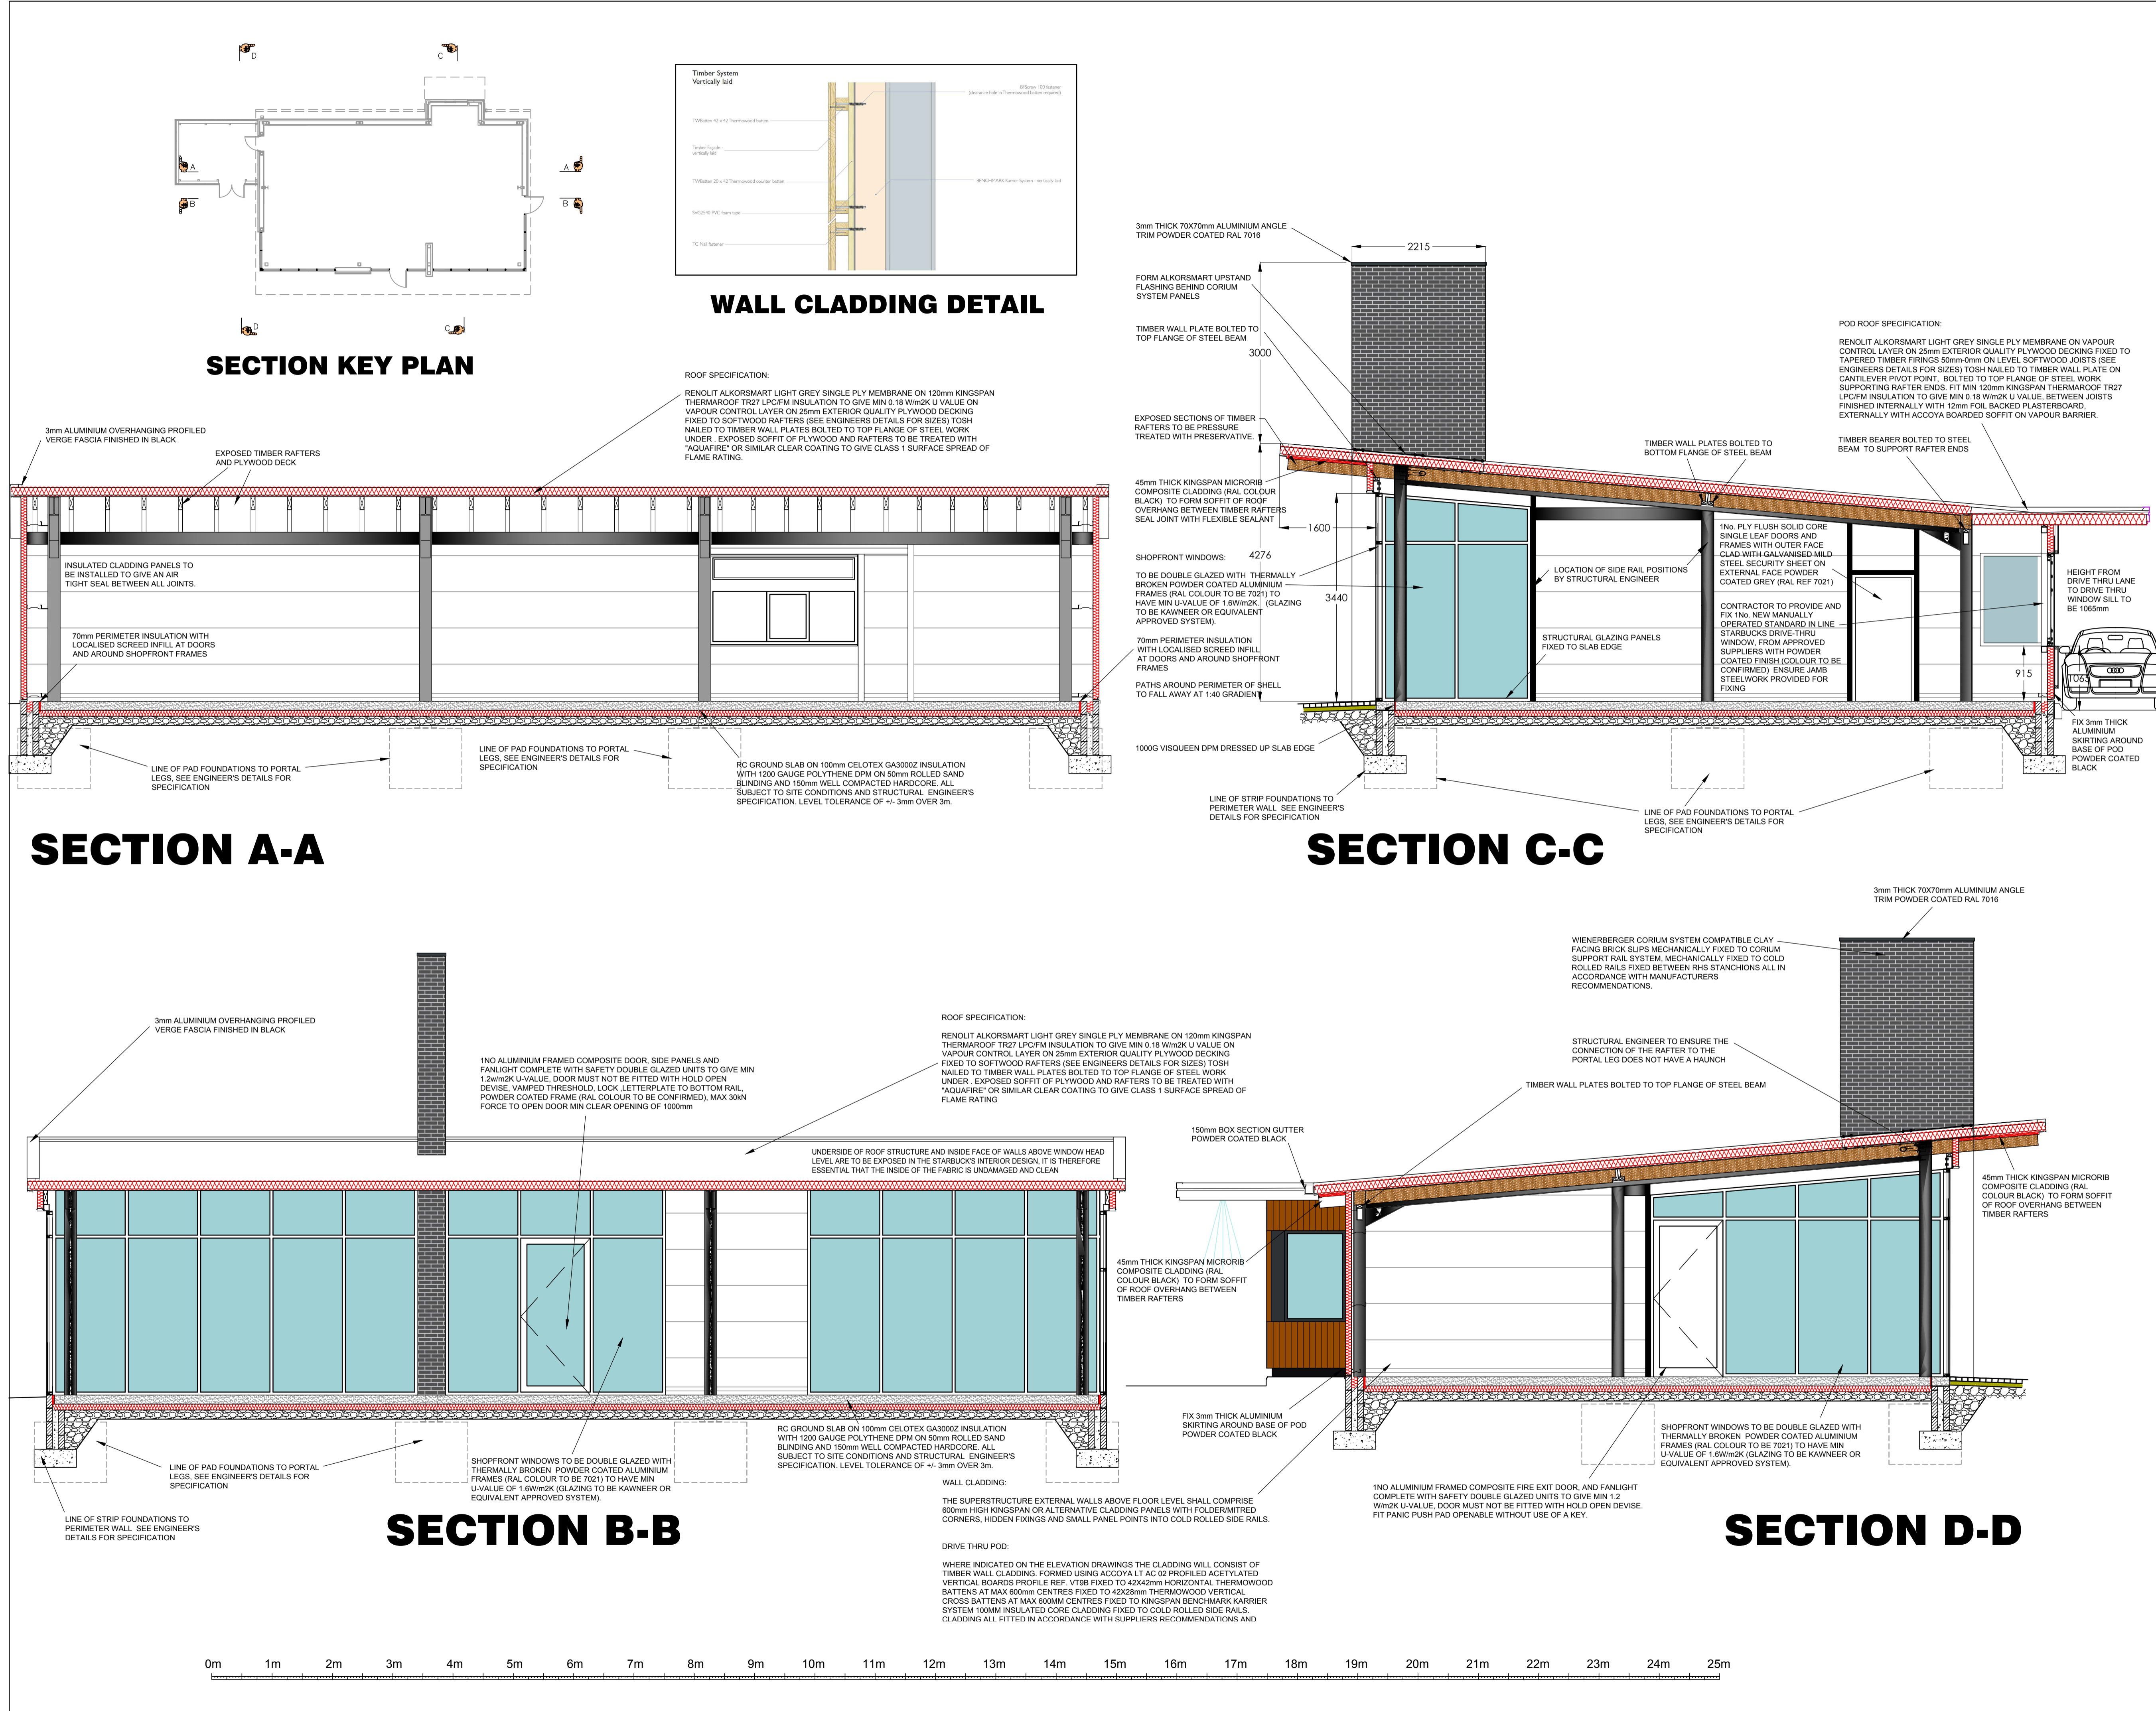 D
C
A
A
B
B
D
C
SECTION KEY PLAN
Timber System
Vertically laid
BFScrew 100 fastener
(clearance hole in Thermowood batten required)
TWBatten 42 x 42 Thermowood batten
Timber Façade -
vertically laid
TWBatten 20 x 42 Thermowood counter batten
BENCHMARK Karrier System - vertically laid
SW2040 PVC foam tape
TC Nail fastener
WALL CLADDING DETAIL
ROOF SPECIFICATION:
RENOLIT ALKORSMART LIGHT GREY SINGLE PLY MEMBRANE ON 120mm KINGSPAN
THERMAROOF TR27 LPC/FM INSULATION TO GIVE MIN 0.18 W/m2K U VALUE ON
VAPOUR CONTROL LAYER ON 25mm EXTERIOR QUALITY PLYWOOD DECKING
FIXED TO SOFTWOOD RAFTERS (SEE ENGINEERS DETAILS FOR SIZES) TOSH
NAILED TO TIMBER WALL PLATES BOLTED TO TOP FLANGE OF STEEL WORK
UNDER . EXPOSED SOFFIT OF PLYWOOD AND RAFTERS TO BE TREATED WITH
"AQUAFIRE" OR SIMILAR CLEAR COATING TO GIVE CLASS 1 SURFACE SPREAD OF
FLAME RATING.
3mm ALUMINIUM OVERHANGING PROFILED
VERGE FASCIA FINISHED IN BLACK
EXPOSED TIMBER RAFTERS
AND PLYWOOD DECK
INSULATED CLADDING PANELS TO
BE INSTALLED TO GIVE AN AIR
TIGHT SEAL BETWEEN ALL JOINTS.
70mm PERIMETER INSULATION WITH
LOCALISED SCREED INFILL AT DOORS
AND AROUND SHOPFRONT FRAMES
LINE OF PAD FOUNDATIONS TO PORTAL
LEGS, SEE ENGINEER'S DETAILS FOR
SPECIFICATION
LINE OF PAD FOUNDATIONS TO PORTAL
LEGS, SEE ENGINEER'S DETAILS FOR
SPECIFICATION
RC GROUND SLAB ON 100mm CELOTEX GA3000Z INSULATION
WITH 1200 GAUGE POLYTHENE DPM ON 50mm ROLLED SAND
BLINDING AND 150mm WELL COMPACTED HARDCORE. ALL
SUBJECT TO SITE CONDITIONS AND STRUCTURAL ENGINEER'S
SPECIFICATION. LEVEL TOLERANCE OF +/- 3mm OVER 3m.
SECTION A-A
3mm THICK 70X70mm ALUMINIUM ANGLE
TRIM POWDER COATED RAL 7016
2215
FORM ALKORSMART UPSTAND
FLASHING BEHIND CORIUM
SYSTEM PANELS
TIMBER WALL PLATE BOLTED TO
TOP FLANGE OF STEEL BEAM
3000
EXPOSED SECTIONS OF TIMBER
RAFTERS TO BE PRESSURE
TREATED WITH PRESERVATIVE.
45mm THICK KINGSPAN MICRORIB
COMPOSITE CLADDING (RAL COLOUR
BLACK) TO FORM SOFFIT OF ROOF
OVERHANG BETWEEN TIMBER RAFTERS
SEAL JOINT WITH FLEXIBLE SEALANT
1600
4276
SHOPFRONT WINDOWS:
TO BE DOUBLE GLAZED WITH THERMALLY
BROKEN POWDER COATED ALUMINIUM
FRAMES (RAL COLOUR TO BE 7021) TO
HAVE MIN U-VALUE OF 1.6W/m2K. (GLAZING
TO BE KAWNEER OR EQUIVALENT
APPROVED SYSTEM).
3440
70mm PERIMETER INSULATION
WITH LOCALISED SCREED INFILL
AT DOORS AND AROUND SHOPFRONT
FRAMES
PATHS AROUND PERIMETER OF SHELL
TO FALL AWAY AT 1:40 GRADIENT
1000G VISQUEEN DPM DRESSED UP SLAB EDGE
LINE OF STRIP FOUNDATIONS TO
PERIMETER WALL SEE ENGINEER'S
DETAILS FOR SPECIFICATION
POD ROOF SPECIFICATION:
RENOLIT ALKORSMART LIGHT GREY SINGLE PLY MEMBRANE ON VAPOUR
CONTROL LAYER ON 25mm EXTERIOR QUALITY PLYWOOD DECKING FIXED TO
TAPERED TIMBER FIRINGS 50mm-0mm ON LEVEL SOFTWOOD JOISTS (SEE
ENGINEERS DETAILS FOR SIZES) TOSH NAILED TO TIMBER WALL PLATE ON
CANTILEVER PIVOT POINT, BOLTED TO TOP FLANGE OF STEEL WORK
SUPPORTING RAFTER ENDS. FIT MIN 120mm KINGSPAN THERMAROOF TR27
LPC/FM INSULATION TO GIVE MIN 0.18 W/m2K U VALUE, BETWEEN JOISTS
FINISHED INTERNALLY WITH 12mm FOIL BACKED PLASTERBOARD,
EXTERNALLY WITH ACCOYA BOARDED SOFFIT ON VAPOUR BARRIER.
TIMBER WALL PLATES BOLTED TO
BOTTOM FLANGE OF STEEL BEAM
TIMBER BEARER BOLTED TO STEEL
BEAM TO SUPPORT RAFTER ENDS
1No. PLY FLUSH SOLID CORE
SINGLE LEAF DOORS AND
FRAMES WITH OUTER FACE
CLAD WITH GALVANISED MILD
STEEL SECURITY SHEET ON
EXTERNAL FACE POWDER
COATED GREY (RAL REF 7021)
LOCATION OF SIDE RAIL POSITIONS
BY STRUCTURAL ENGINEER
CONTRACTOR TO PROVIDE AND
FIX 1No. NEW MANUALLY
OPERATED STANDARD IN LINE
STARBUCKS DRIVE-THRU
WINDOW, FROM APPROVED
SUPPLIERS WITH POWDER
COATED FINISH (COLOUR TO BE
CONFIRMED) ENSURE JAMB
STEELWORK PROVIDED FOR
FIXING
STRUCTURAL GLAZING PANELS
FIXED TO SLAB EDGE
HEIGHT FROM
DRIVE THRU LANE
TO DRIVE THRU
WINDOW SILL TO
BE 1065mm
915
1065
FIX 3mm THICK
ALUMINIUM
SKIRTING AROUND
BASE OF POD
POWDER COATED
BLACK
LINE OF PAD FOUNDATIONS TO PORTAL
LEGS, SEE ENGINEER'S DETAILS FOR
SPECIFICATION
SECTION C-C
3mm ALUMINIUM OVERHANGING PROFILED
VERGE FASCIA FINISHED IN BLACK
1NO ALUMINIUM FRAMED COMPOSITE DOOR, SIDE PANELS AND
FANLIGHT COMPLETE WITH SAFETY DOUBLE GLAZED UNITS TO GIVE MIN
1.2w/m2K U-VALUE, DOOR MUST NOT BE FITTED WITH HOLD OPEN
DEVISE, VAMPED THRESHOLD, LOCK ,LETTERPLATE TO BOTTOM RAIL,
POWDER COATED FRAME (RAL COLOUR TO BE CONFIRMED), MAX 30kN
FORCE TO OPEN DOOR MIN CLEAR OPENING OF 1000mm
ROOF SPECIFICATION:
RENOLIT ALKORSMART LIGHT GREY SINGLE PLY MEMBRANE ON 120mm KINGSPAN
THERMAROOF TR27 LPC/FM INSULATION TO GIVE MIN 0.18 W/m2K U VALUE ON
VAPOUR CONTROL LAYER ON 25mm EXTERIOR QUALITY PLYWOOD DECKING
FIXED TO SOFTWOOD RAFTERS (SEE ENGINEERS DETAILS FOR SIZES) TOSH
NAILED TO TIMBER WALL PLATES BOLTED TO TOP FLANGE OF STEEL WORK
UNDER . EXPOSED SOFFIT OF PLYWOOD AND RAFTERS TO BE TREATED WITH
"AQUAFIRE" OR SIMILAR CLEAR COATING TO GIVE CLASS 1 SURFACE SPREAD OF
FLAME RATING
UNDERSIDE OF ROOF STRUCTURE AND INSIDE FACE OF WALLS ABOVE WINDOW HEAD
LEVEL ARE TO BE EXPOSED IN THE STARBUCK'S INTERIOR DESIGN, IT IS THEREFORE
ESSENTIAL THAT THE INSIDE OF THE FABRIC IS UNDAMAGED AND CLEAN
LINE OF PAD FOUNDATIONS TO PORTAL
LEGS, SEE ENGINEER'S DETAILS FOR
SPECIFICATION
LINE OF STRIP FOUNDATIONS TO
PERIMETER WALL SEE ENGINEER'S
DETAILS FOR SPECIFICATION
SHOPFRONT WINDOWS TO BE DOUBLE GLAZED WITH
THERMALLY BROKEN POWDER COATED ALUMINIUM
FRAMES (RAL COLOUR TO BE 7021) TO HAVE MIN
U-VALUE OF 1.6W/m2K (GLAZING TO BE KAWNEER OR
EQUIVALENT APPROVED SYSTEM).
RC GROUND SLAB ON 100mm CELOTEX GA3000Z INSULATION
WITH 1200 GAUGE POLYTHENE DPM ON 50mm ROLLED SAND
BLINDING AND 150mm WELL COMPACTED HARDCORE. ALL
SUBJECT TO SITE CONDITIONS AND STRUCTURAL ENGINEER'S
SPECIFICATION. LEVEL TOLERANCE OF +/- 3mm OVER 3m.
SECTION B-B
WALL CLADDING:
THE SUPERSTRUCTURE EXTERNAL WALLS ABOVE FLOOR LEVEL SHALL COMPRISE
600mm HIGH KINGSPAN OR ALTERNATIVE CLADDING PANELS WITH FOLDER/MITRED
CORNERS, HIDDEN FIXINGS AND SMALL PANEL POINTS INTO COLD ROLLED SIDE RAILS.
DRIVE THRU POD:
WHERE INDICATED ON THE ELEVATION DRAWINGS THE CLADDING WILL CONSIST OF
TIMBER WALL CLADDING. FORMED USING ACCOYA LT AC 02 PROFILED ACETYLATED
VERTICAL BOARDS PROFILE REF. VT9B FIXED TO 42X42mm HORIZONTAL THERMOWOOD
BATTENS AT MAX 600mm CENTRES FIXED TO 42X28mm THERMOWOOD VERTICAL
CROSS BATTENS AT MAX 600MM CENTRES FIXED TO KINGSPAN BENCHMARK KARRIER
SYSTEM 100MM INSULATED CORE CLADDING FIXED TO COLD ROLLED SIDE RAILS.
CLADDING ALL FITTED IN ACCORDANCE WITH SUPPLIERS RECOMMENDATIONS AND
3mm THICK 70X70mm ALUMINIUM ANGLE
TRIM POWDER COATED RAL 7016
WIENERBERGER CORIUM SYSTEM COMPATIBLE CLAY
FACING BRICK SLIPS MECHANICALLY FIXED TO CORIUM
SUPPORT RAIL SYSTEM, MECHANICALLY FIXED TO COLD
ROLLED RAILS FIXED BETWEEN RHS STANCHIONS ALL IN
ACCORDANCE WITH MANUFACTURERS
RECOMMENDATIONS.
STRUCTURAL ENGINEER TO ENSURE THE
CONNECTION OF THE RAFTER TO THE
PORTAL LEG DOES NOT HAVE A HAUNCH
TIMBER WALL PLATES BOLTED TO TOP FLANGE OF STEEL BEAM
150mm BOX SECTION GUTTER
POWDER COATED BLACK
45mm THICK KINGSPAN MICRORIB
COMPOSITE CLADDING (RAL
COLOUR BLACK) TO FORM SOFFIT
OF ROOF OVERHANG BETWEEN
TIMBER RAFTERS
45mm THICK KINGSPAN MICRORIB
COMPOSITE CLADDING (RAL
COLOUR BLACK) TO FORM SOFFIT
OF ROOF OVERHANG BETWEEN
TIMBER RAFTERS
FIX 3mm THICK ALUMINIUM
SKIRTING AROUND BASE OF POD
POWDER COATED BLACK
SHOPFRONT WINDOWS TO BE DOUBLE GLAZED WITH
THERMALLY BROKEN POWDER COATED ALUMINIUM
FRAMES (RAL COLOUR TO BE 7021) TO HAVE MIN
U-VALUE OF 1.6W/m2K (GLAZING TO BE KAWNEER OR
EQUIVALENT APPROVED SYSTEM).
1NO ALUMINIUM FRAMED COMPOSITE FIRE EXIT DOOR, AND FANLIGHT
COMPLETE WITH SAFETY DOUBLE GLAZED UNITS TO GIVE MIN 1.2
W/m2K U-VALUE, DOOR MUST NOT BE FITTED WITH HOLD OPEN DEVISE.
FIT PANIC PUSH PAD OPENABLE WITHOUT USE OF A KEY.
SECTION D-D
0m 1m 2m 3m 4m 5m 6m 7m 8m 9m 10m 11m 12m 13m 14m 15m 16m 17m 18m 19m 20m 21m 22m 23m 24m 25m